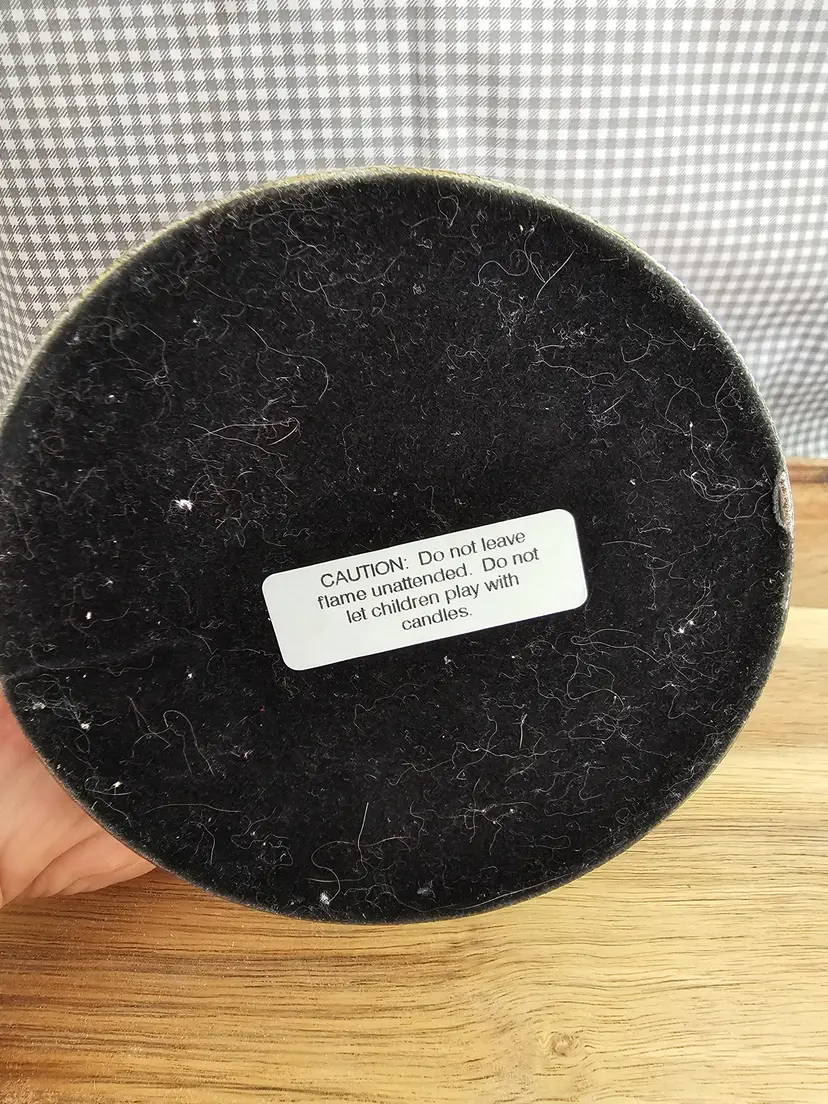 CAUTION: Do not leave
flame unattended. Do not
let children play with
candles.